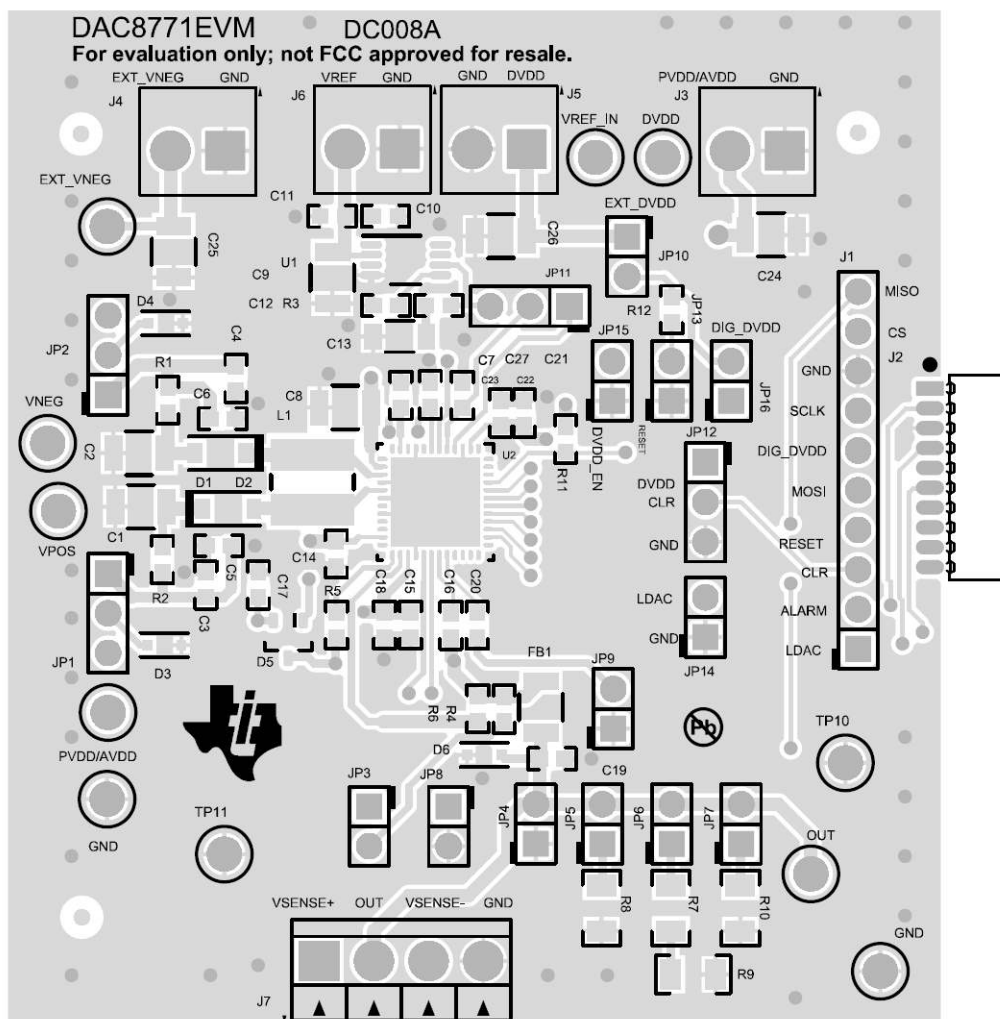 DAC8771EVM DC008A
For evaluation only; not FCC approved for resale.
EXT_VNEG GND
J4
VREF GND
J6
GND DVDD
J5
PVDD/AVDD GND
J3
VREF_IN DVDD
EXT_VNEG
C11
C10
EXT_DVDD
C25
C26
C24
J1
U1
C9
JP10
JP11
MISO
D4
C12 R3
R12
JP13
CS
JP2
C4
C13
JP15
DIG_DVDD
J2
R1
C7 C27 C21
GND
VNEG
C6
C8
C23 C22
L1
JP16
SCLK
C2
U2
DVDD_EN
RESET
JP12
DIG_DVDD
R11
D1 D2
DVDD
CLR
MOSI
VPOS
C1
GND
RESET
R2
C5
C14
C17
R5
C18
C15
C16
C20
CLR
C3
LDAC
ALARM
JP1
D3
D5
GND
LDAC
FB1
JP9
JP14
R6
R4
Pb
TP10
PVDD/AVDD
D6
JP3
JP8
C19
TP11
JP4
JP5
JP6
JP7
OUT
GND
VSENSE+ OUT VSENSE- GND
R8
R7
R10
GND
R9
J7